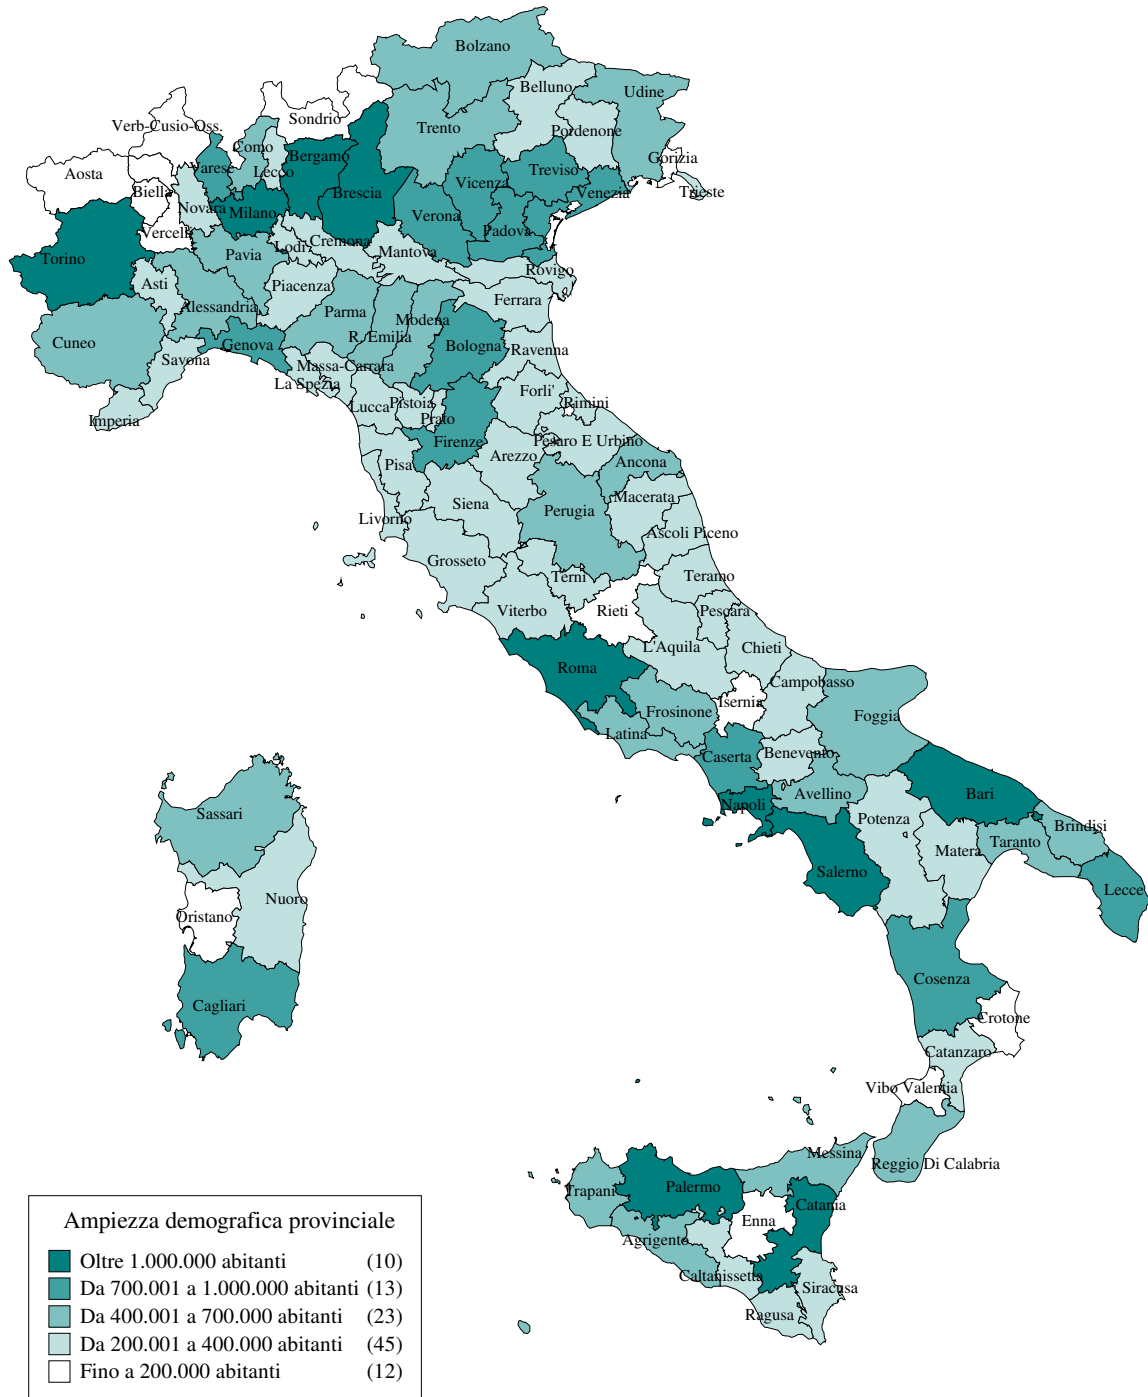 Bolzano
Belluno
Udine
Sondrio
Verb-Cusio-Oss.
Trento
Pordenone
Como
Bergamo
Gorizia
Aosta
Varese
Lecco
Treviso
Vicenza
Biella
Brescia
Venezia
Trieste
Novara
Milano
Verona
Vercelli
Padova
Lodi
Cremona
Mantova
Torino
Pavia
Rovigo
Asti
Piacenza
Ferrara
Alessandria
Parma
Modena
Cuneo
Genova
R. Emilia
Bologna
Ravenna
Savona
Massa-Carrara
La Spezia
Forli'
Imperia
Lucca
Pistoia
Rimini
Prato
Firenze
Pesaro E Urbino
Arezzo
Pisa
Ancona
Siena
Macerata
Livorno
Perugia
Ascoli Piceno
Grosseto
Terni
Teramo
Viterbo
Rieti
Pescara
L'Aquila
Chieti
Roma
Campobasso
Isernia
Frosinone
Foggia
Latina
Caserta
Benevento
Avellino
Bari
Napoli
Sassari
Potenza
Brindisi
Matera
Taranto
Salerno
Lecce
Nuoro
Oristano
Cosenza
Cagliari
Crotone
Catanzaro
Vibo Valentia
Messina
Reggio Di Calabria
Trapani
Palermo
Catania
Enna
Agrigento
Caltanissetta
Siracusa
Ragusa
Ampiezza demografica provinciale
Oltre 1.000.000 abitanti (10)
Da 700.001 a 1.000.000 abitanti (13)
Da 400.001 a 700.000 abitanti (23)
Da 200.001 a 400.000 abitanti (45)
Fino a 200.000 abitanti (12)